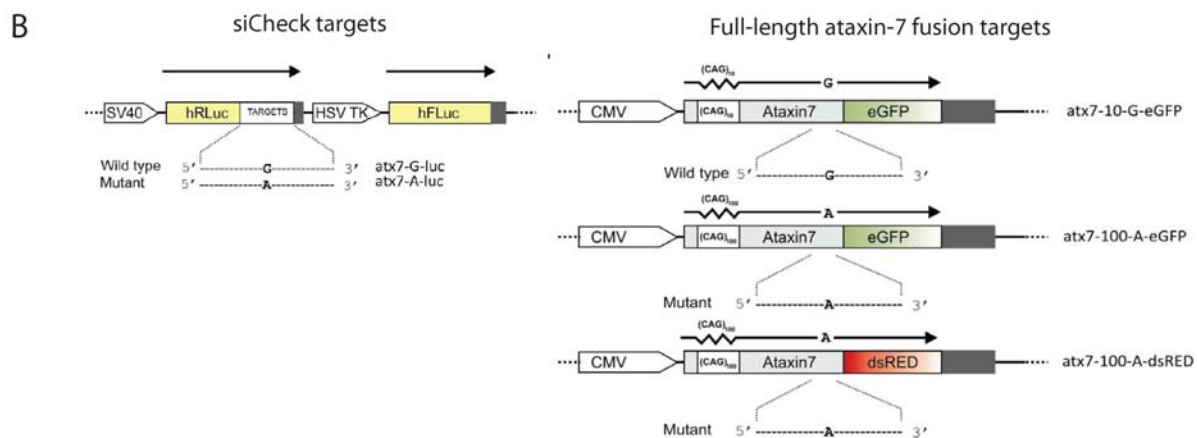 B
siCheck targets
SV40 hRLuc TARGETS HSV TK hFLuc
Wild type 5' G 3' atx7-G-luc
Mutant 5' A 3' atx7-A-luc
Full-length ataxin-7 fusion targets
(CAG)10 G
CMV (CAG)10 Ataxin7 eGFP atx7-10-G-eGFP
Wild type 5' G 3'
(CAG)100 A
CMV (CAG)100 Ataxin7 eGFP atx7-100-A-eGFP
Mutant 5' A 3'
(CAG)100 A
CMV (CAG)100 Ataxin7 dsRED atx7-100-A-dsRED
Mutant 5' A 3'